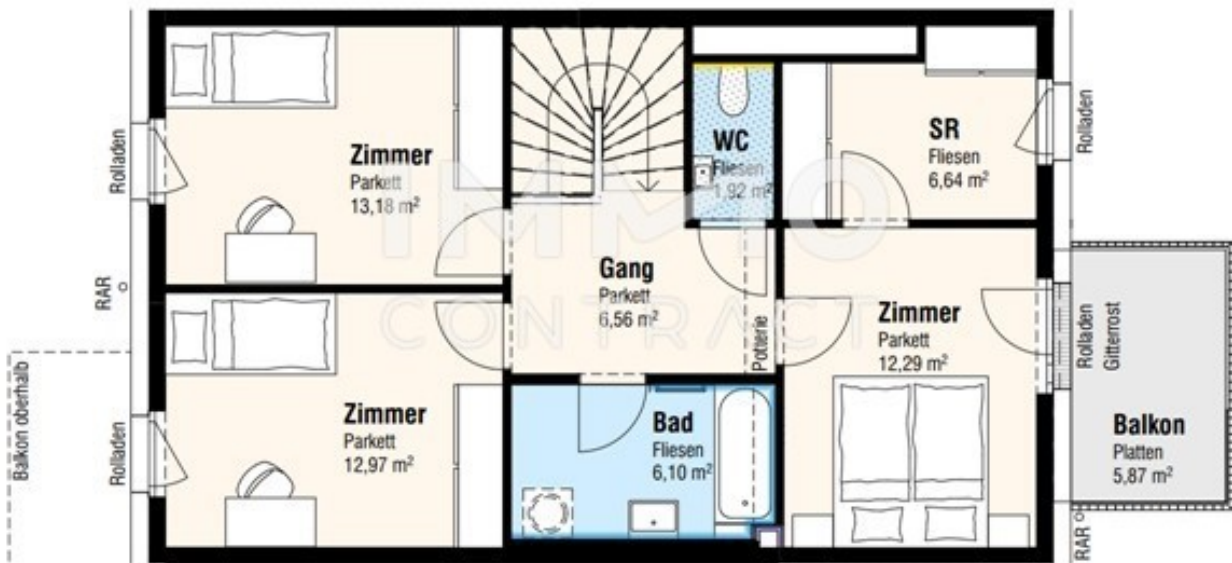 Zimmer
Parkett
13,18 m²
WC
Fliesen
1,92 m²
SR
Fliesen
6,64 m²
Rolladen
Rolladen
IMMO
CONTRACT
Gang
Parkett
6,56 m²
Zimmer
Parkett
12,29 m²
Potterie
RAR
Rolladen
Gitterrost
Balkon oberhalb
Rolladen
Zimmer
Parkett
12,97 m²
Bad
Fliesen
6,10 m²
Balkon
Platten
5,87 m²
RAR